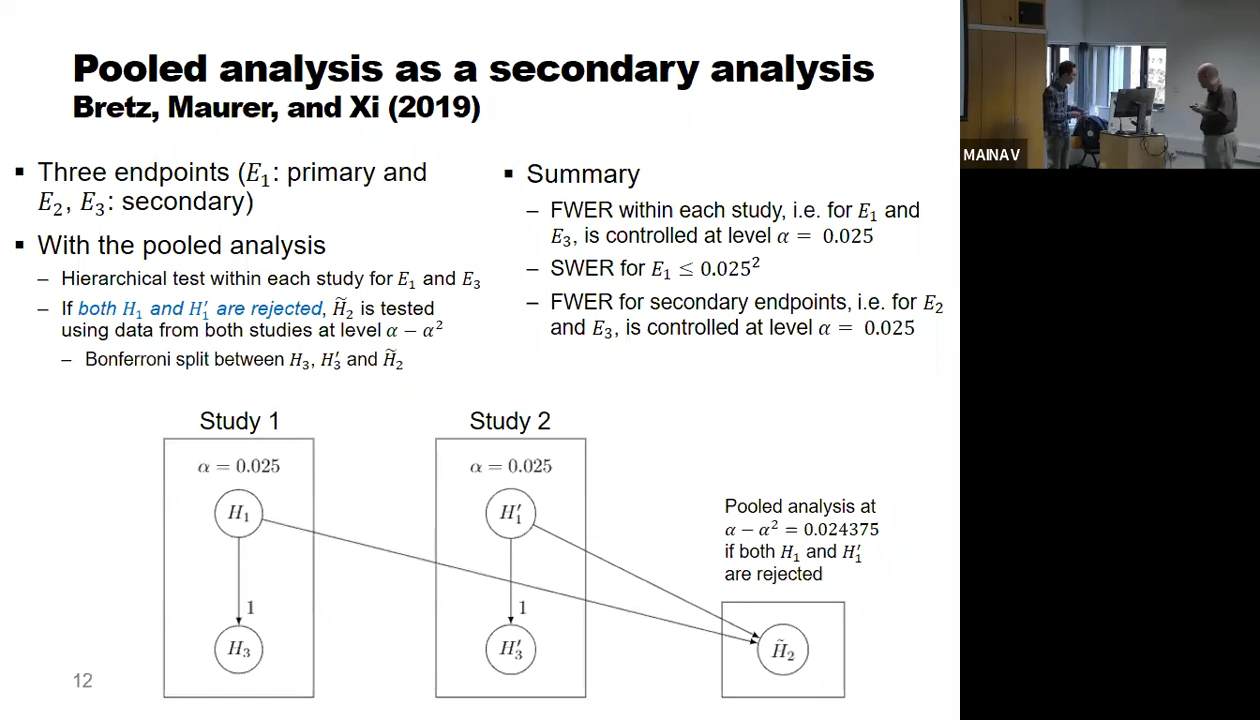 Pooled analysis as a secondary analysis
Bretz, Maurer, and Xi (2019)
▪ Three endpoints (E₁: primary and
E₂, E₃: secondary)
▪ With the pooled analysis
– Hierarchical test within each study for E₁ and E₃
– If both H₁ and H₁′ are rejected, H̃₂ is tested
using data from both studies at level α − α²
– Bonferroni split between H₃, H₃′ and H̃₂
▪ Summary
– FWER within each study, i.e. for E₁ and
E₃, is controlled at level α = 0.025
– SWER for E₁ ≤ 0.025²
– FWER for secondary endpoints, i.e. for E₂
and E₃, is controlled at level α = 0.025
Study 1
α = 0.025
H₁
1
H₃
Study 2
α = 0.025
H₁′
1
H₃′
Pooled analysis at
α − α² = 0.024375
if both H₁ and H₁′
are rejected
H̃₂
12
MAINAV